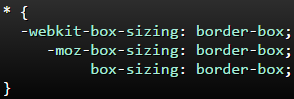 * {
  -webkit-box-sizing: border-box;
     -moz-box-sizing: border-box;
          box-sizing: border-box;
}